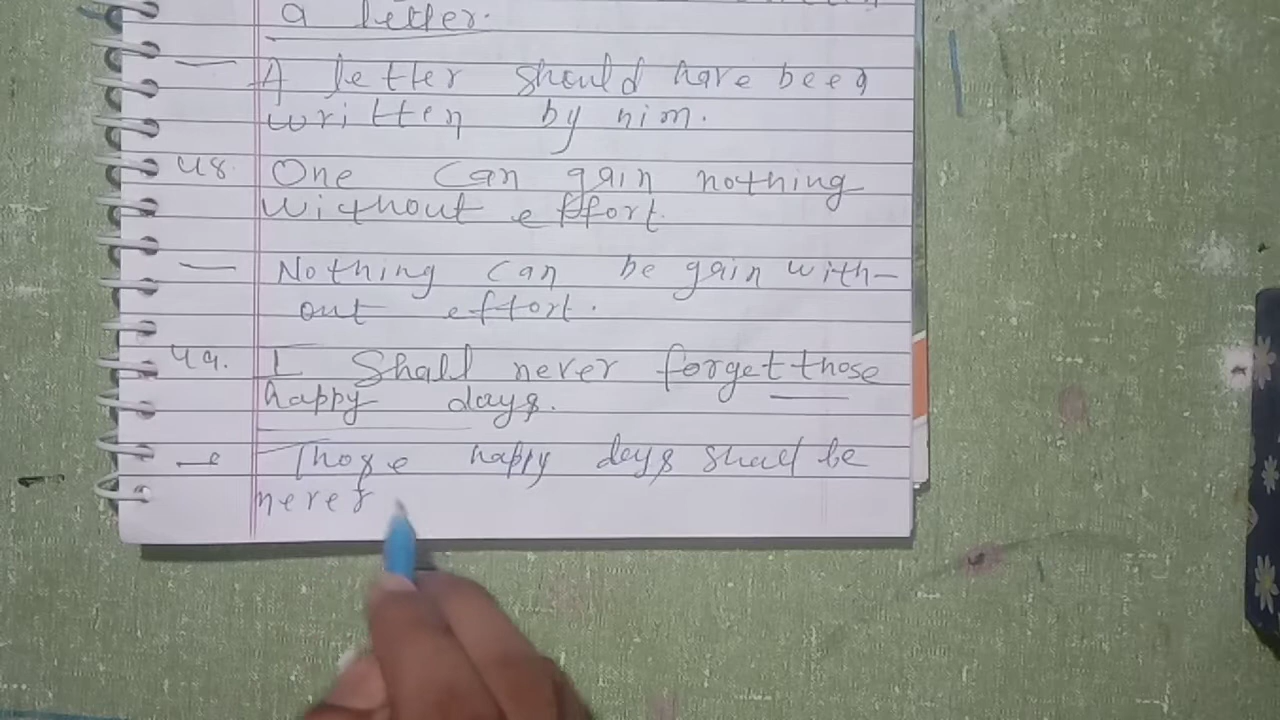 a letter.
— A letter should have been
written by him.
48. One can gain nothing
without effort.
— Nothing can be gain with-
out effort.
49. I shall never forget those
happy days.
— Those happy days shall be
never